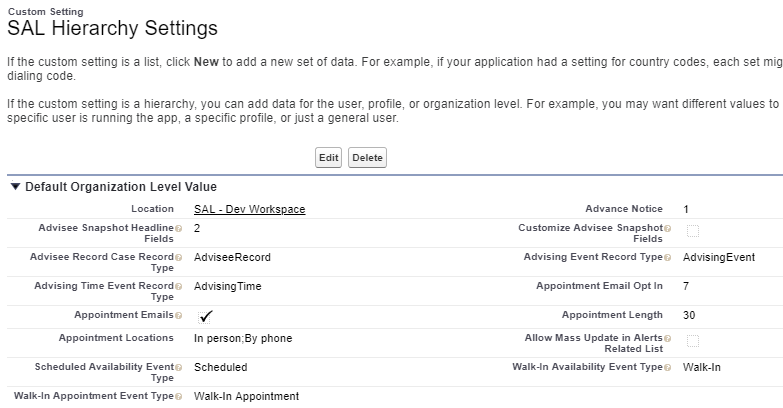 Custom Setting
SAL Hierarchy Settings
If the custom setting is a list, click New to add a new set of data. For example, if your application had a setting for country codes, each set mig
dialing code.
If the custom setting is a hierarchy, you can add data for the user, profile, or organization level. For example, you may want different values to
specific user is running the app, a specific profile, or just a general user.
Edit Delete
▼ Default Organization Level Value
Location SAL - Dev Workspace Advance Notice 1
Advisee Snapshot Headline Fields 2 Customize Advisee Snapshot Fields
Advisee Record Case Record Type AdviseeRecord Advising Event Record Type AdvisingEvent
Advising Time Event Record Type AdvisingTime Appointment Email Opt In 7
Appointment Emails ✓ Appointment Length 30
Appointment Locations In person;By phone Allow Mass Update in Alerts Related List
Scheduled Availability Event Type Scheduled Walk-In Availability Event Type Walk-In
Walk-In Appointment Event Type Walk-In Appointment